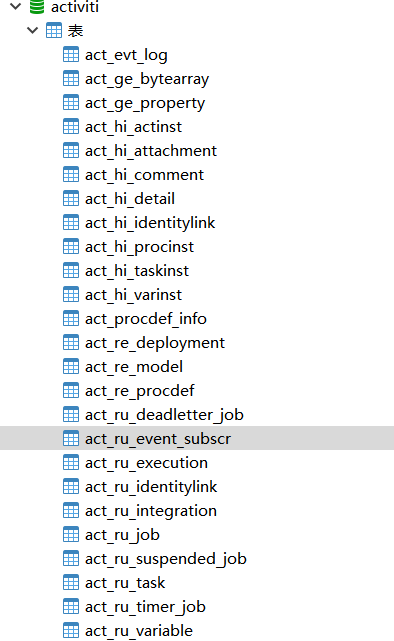 activiti
表
act_evt_log
act_ge_bytearray
act_ge_property
act_hi_actinst
act_hi_attachment
act_hi_comment
act_hi_detail
act_hi_identitylink
act_hi_procinst
act_hi_taskinst
act_hi_varinst
act_procdef_info
act_re_deployment
act_re_model
act_re_procdef
act_ru_deadletter_job
act_ru_event_subscr
act_ru_execution
act_ru_identitylink
act_ru_integration
act_ru_job
act_ru_suspended_job
act_ru_task
act_ru_timer_job
act_ru_variable